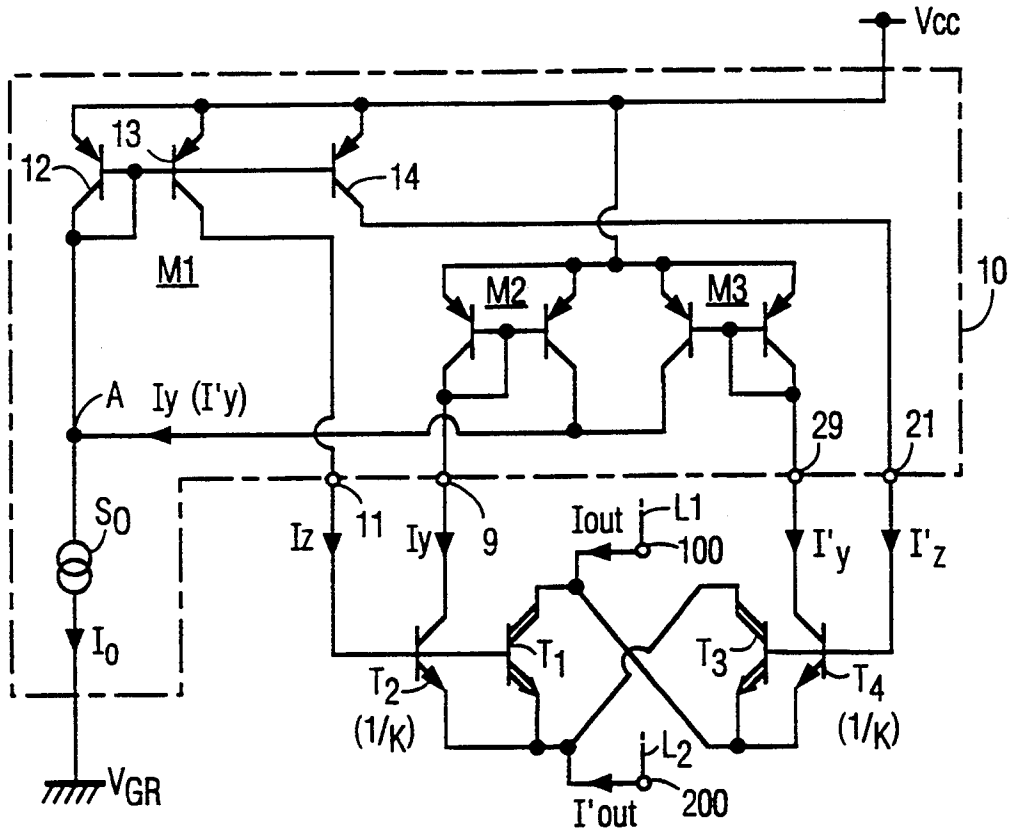 Vcc
13
12
14
M1
M2
M3
10
A
Iy (I'y)
29
21
S0
11
9
Iz
Iy
Iout
L1
100
I'y
I'z
I0
T1
T3
T2
(1/K)
T4
(1/K)
L2
VGR
I'out
200